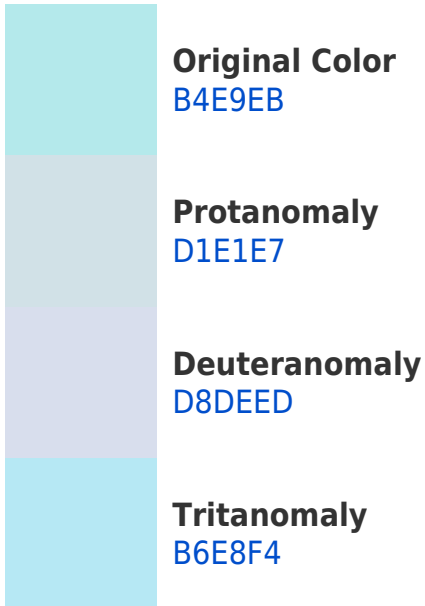 Original Color
B4E9EB
Protanomaly
D1E1E7
Deuteranomaly
D8DEED
Tritanomaly
B6E8F4